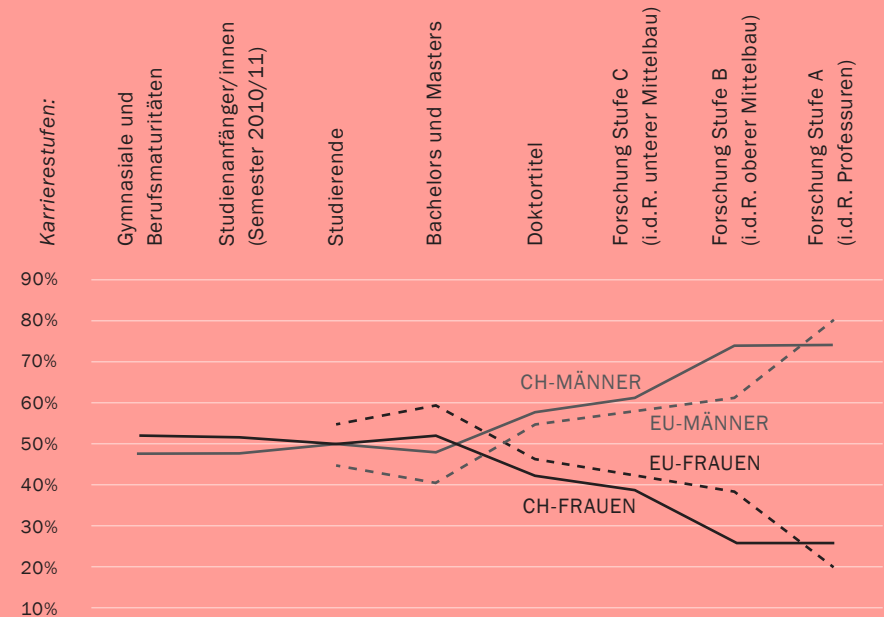 Karrierestufen:
Gymnasiale und
Berufsmaturitäten
Studienanfänger/innen
(Semester 2010/11)
Studierende
Bachelors und Masters
Doktortitel
Forschung Stufe C
(i.d.R. unterer Mittelbau)
Forschung Stufe B
(i.d.R. oberer Mittelbau)
Forschung Stufe A
(i.d.R. Professuren)
90%
80%
70%
60%
50%
40%
30%
20%
10%
CH-MÄNNER
EU-MÄNNER
EU-FRAUEN
CH-FRAUEN